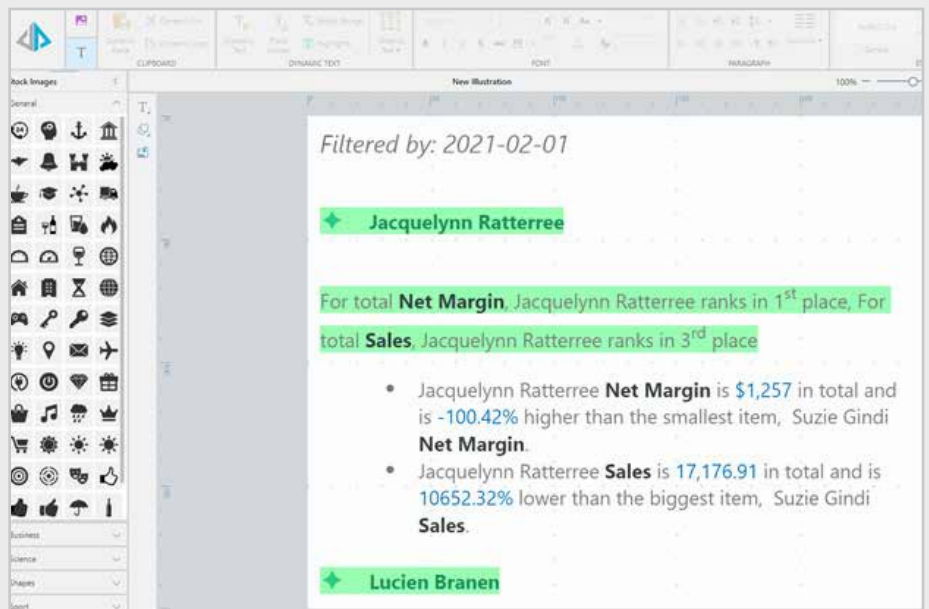 CLIPBOARD
DYNAMIC TEXT
FONT
PARAGRAPH
Stock Images
New Illustration
100%
General
T
T
24
Filtered by: 2021-02-01
Jacquelynn Ratterree
For total Net Margin, Jacquelynn Ratterree ranks in 1st place, For
total Sales, Jacquelynn Ratterree ranks in 3rd place
• Jacquelynn Ratterree Net Margin is $1,257 in total and
is -100.42% higher than the smallest item, Suzie Gindi
Net Margin.
• Jacquelynn Ratterree Sales is 17,176.91 in total and is
10652.32% lower than the biggest item, Suzie Gindi
Sales.
Lucien Branen
Business
Science
Shapes